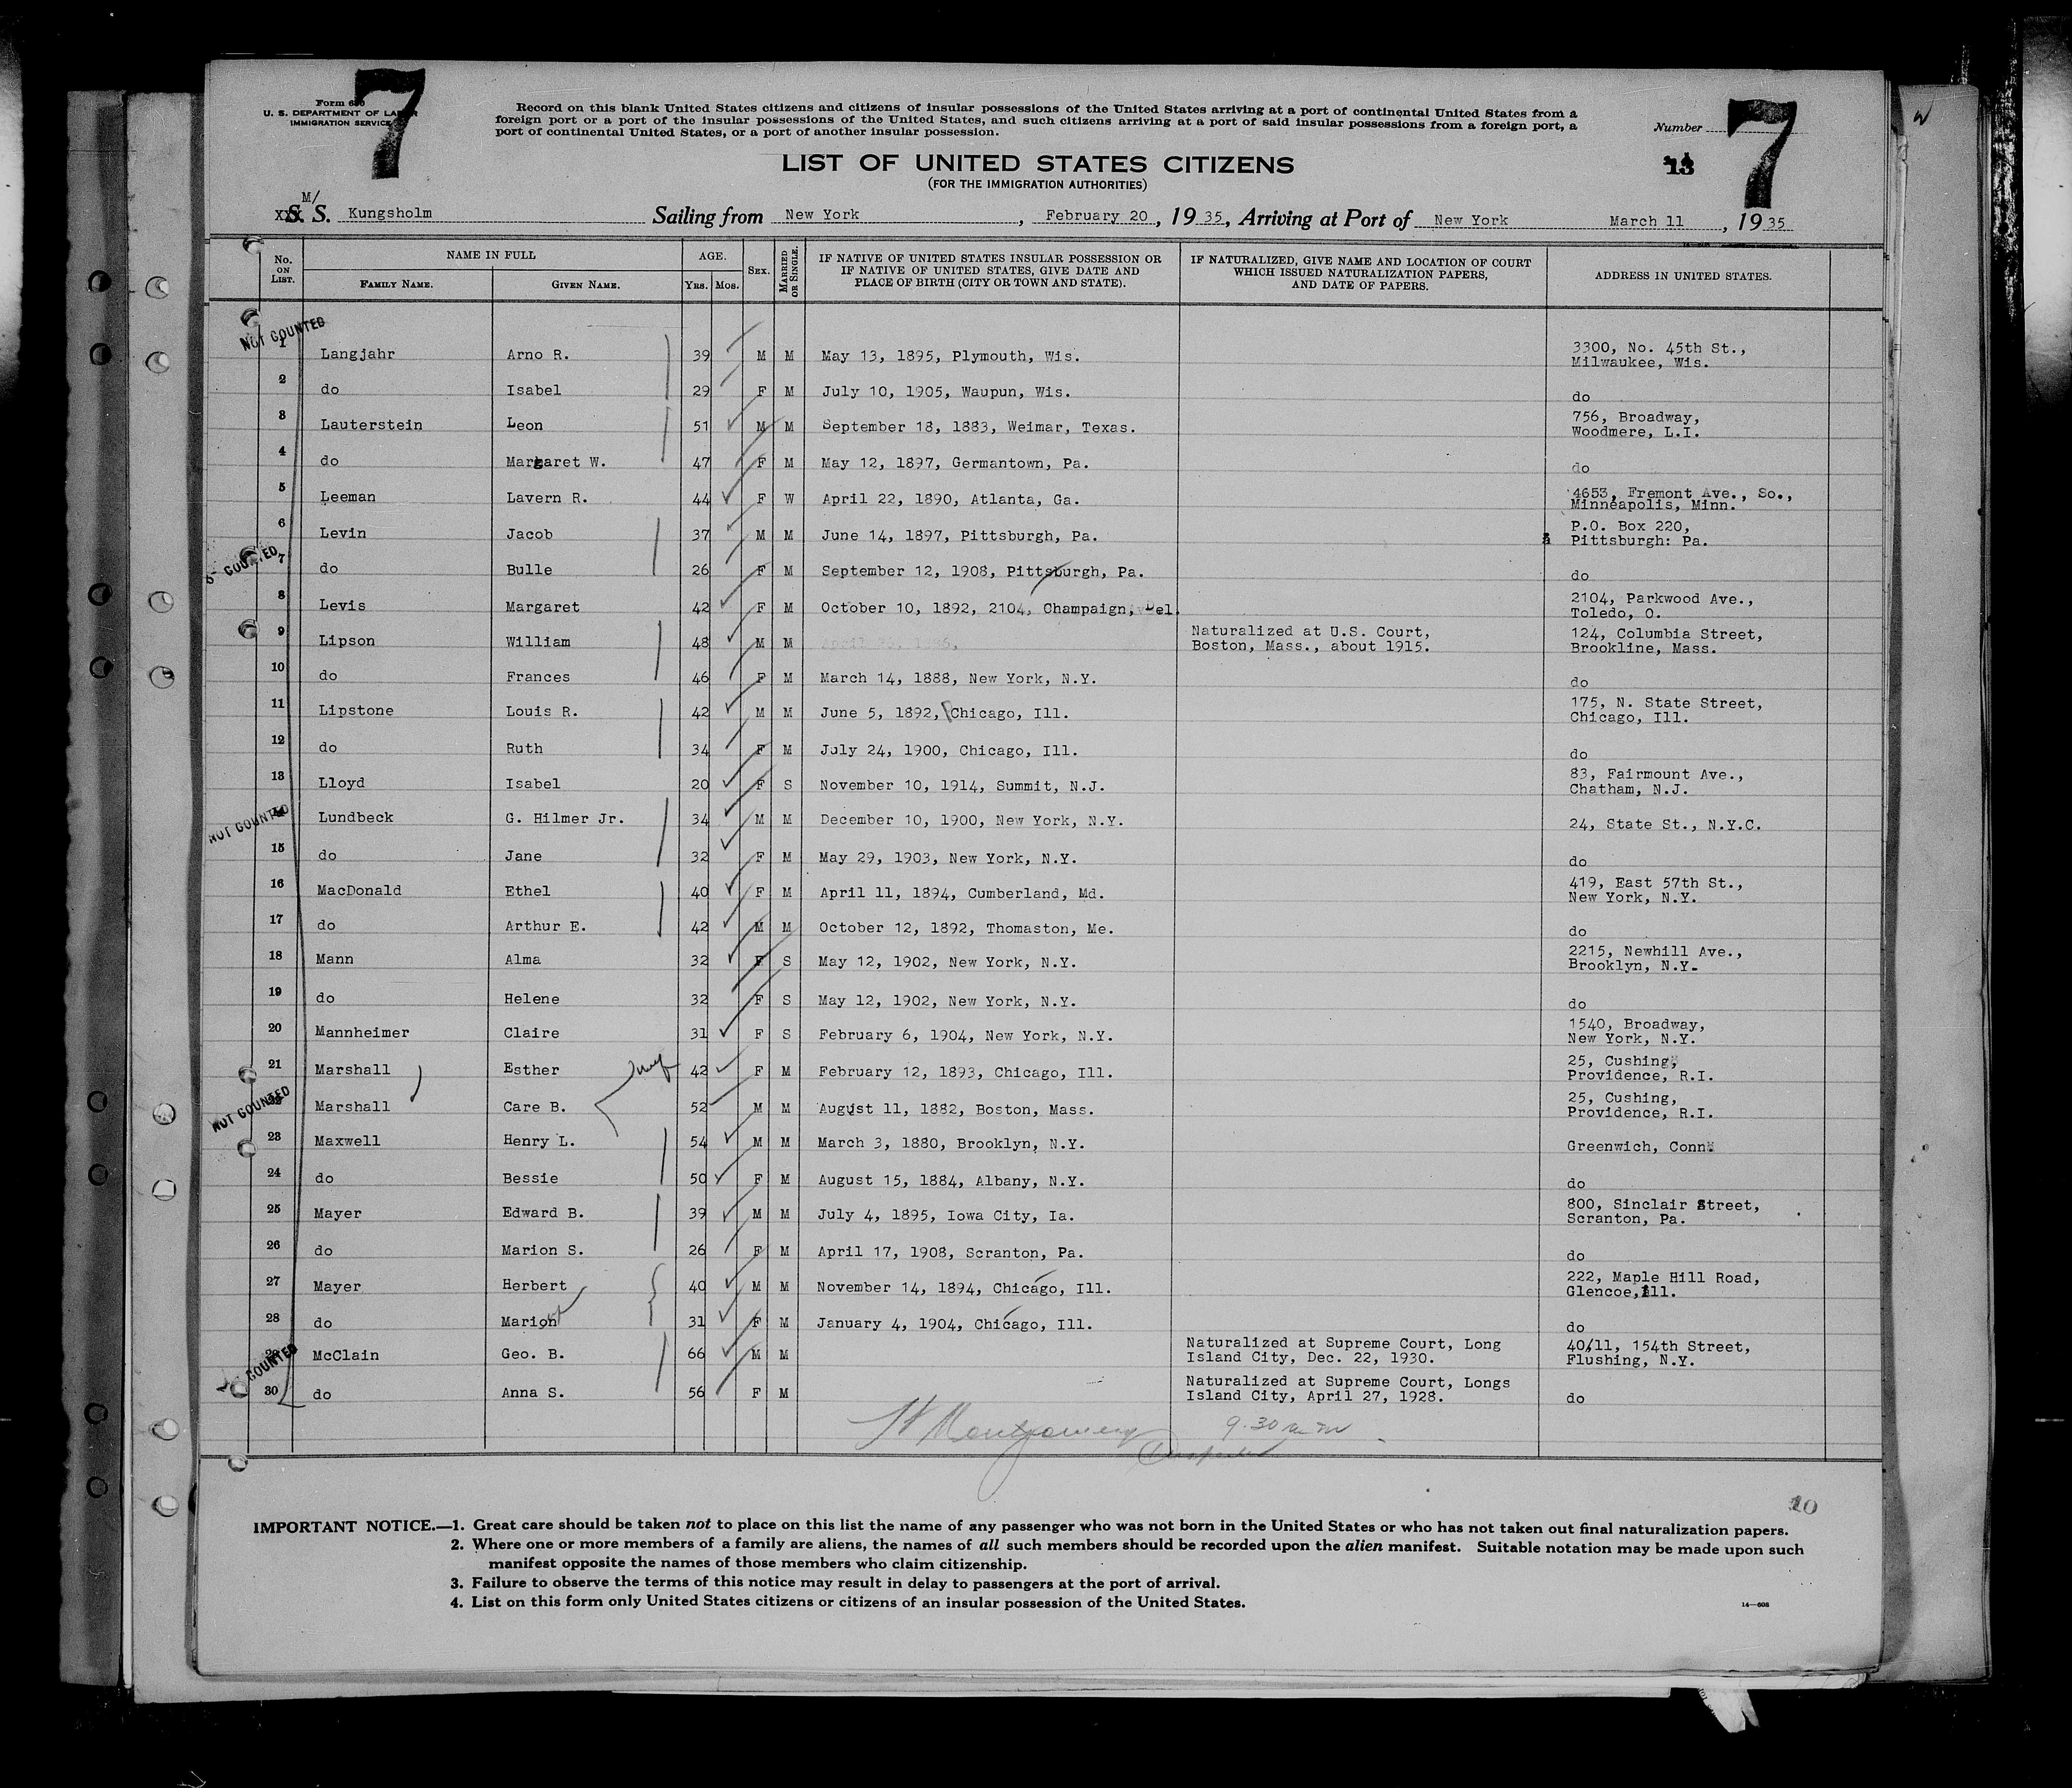 7
7
Form 630
U. S. DEPARTMENT OF LABOR
IMMIGRATION SERVICE
Record on this blank United States citizens and citizens of insular possessions of the United States arriving at a port of continental United States from a
foreign port or a port of the insular possessions of the United States, and such citizens arriving at a port of said insular possessions from a foreign port, a
port of continental United States, or a port of another insular possession.
Number
LIST OF UNITED STATES CITIZENS
13
(FOR THE IMMIGRATION AUTHORITIES)
M/
S. S. Kungsholm Sailing from New York, February 20, 1935, Arriving at Port of New York March 11, 1935
No. ON LIST. NAME IN FULL AGE. SEX. MARRIED OR SINGLE. IF NATIVE OF UNITED STATES INSULAR POSSESSION OR IF NATIVE OF UNITED STATES, GIVE DATE AND PLACE OF BIRTH (CITY OR TOWN AND STATE). IF NATURALIZED, GIVE NAME AND LOCATION OF COURT WHICH ISSUED NATURALIZATION PAPERS, AND DATE OF PAPERS. ADDRESS IN UNITED STATES.
FAMILY NAME. GIVEN NAME. YRS. MOS.
NOT COUNTED
1 Langjahr Arno R. 39 M M May 13, 1895, Plymouth, Wis. 3300, No. 45th St., Milwaukee, Wis.
2 do Isabel 29 F M July 10, 1905, Waupun, Wis. do
3 Lauterstein Leon 51 M M September 18, 1883, Weimar, Texas. 756, Broadway, Woodmere, L.I.
4 do Margaret W. 47 F M May 12, 1897, Germantown, Pa. do
5 Leeman Lavern R. 44 F W April 22, 1890, Atlanta, Ga. 4653, Fremont Ave., So., Minneapolis, Minn.
6 Levin Jacob 37 M M June 14, 1897, Pittsburgh, Pa. P.O. Box 220, Pittsburgh: Pa.
COUNTED
7 do Bulle 26 F M September 12, 1908, Pittsburgh, Pa. do
8 Levis Margaret 42 F M October 10, 1892, 2104, Champaign, Del. 2104, Parkwood Ave., Toledo, O.
9 Lipson William 48 M M Naturalized at U.S. Court, Boston, Mass., about 1915. 124, Columbia Street, Brookline, Mass.
10 do Frances 46 F M March 14, 1888, New York, N.Y. do
11 Lipstone Louis R. 42 M M June 5, 1892, Chicago, Ill. 175, N. State Street, Chicago, Ill.
12 do Ruth 34 F M July 24, 1900, Chicago, Ill. do
13 Lloyd Isabel 20 F S November 10, 1914, Summit, N.J. 83, Fairmount Ave., Chatham, N.J.
NOT COUNTED
Lundbeck G. Hilmer Jr. 34 M M December 10, 1900, New York, N.Y. 24, State St., N.Y.C.
15 do Jane 32 F M May 29, 1903, New York, N.Y. do
16 MacDonald Ethel 40 F M April 11, 1894, Cumberland, Md. 419, East 57th St., New York, N.Y.
17 do Arthur E. 42 M M October 12, 1892, Thomaston, Me. do
18 Mann Alma 32 F S May 12, 1902, New York, N.Y. 2215, Newhill Ave., Brooklyn, N.Y.
19 do Helene 32 F S May 12, 1902, New York, N.Y. do
20 Mannheimer Claire 31 F S February 6, 1904, New York, N.Y. 1540, Broadway, New York, N.Y.
21 Marshall Esther 42 F M February 12, 1893, Chicago, Ill. 25, Cushing, Providence, R.I.
NOT COUNTED
Marshall Care B. 52 M M August 11, 1882, Boston, Mass. 25, Cushing, Providence, R.I.
23 Maxwell Henry L. 54 M M March 3, 1880, Brooklyn, N.Y. Greenwich, Conn
24 do Bessie 50 F M August 15, 1884, Albany, N.Y. do
25 Mayer Edward B. 39 M M July 4, 1895, Iowa City, Ia. 800, Sinclair Street, Scranton, Pa.
26 do Marion S. 26 F M April 17, 1908, Scranton, Pa. do
27 Mayer Herbert 40 M M November 14, 1894, Chicago, Ill. 222, Maple Hill Road, Glencoe, Ill.
28 do Marion 31 F M January 4, 1904, Chicago, Ill. do
COUNTED
29 McClain Geo. B. 66 M M Naturalized at Supreme Court, Long Island City, Dec. 22, 1930. 40/11, 154th Street, Flushing, N.Y.
30 do Anna S. 56 F M Naturalized at Supreme Court, Longs Island City, April 27, 1928. do
Montgomery 9.30 am
10
IMPORTANT NOTICE.—1. Great care should be taken not to place on this list the name of any passenger who was not born in the United States or who has not taken out final naturalization papers.
2. Where one or more members of a family are aliens, the names of all such members should be recorded upon the alien manifest. Suitable notation may be made upon such
manifest opposite the names of those members who claim citizenship.
3. Failure to observe the terms of this notice may result in delay to passengers at the port of arrival.
4. List on this form only United States citizens or citizens of an insular possession of the United States.
14—608